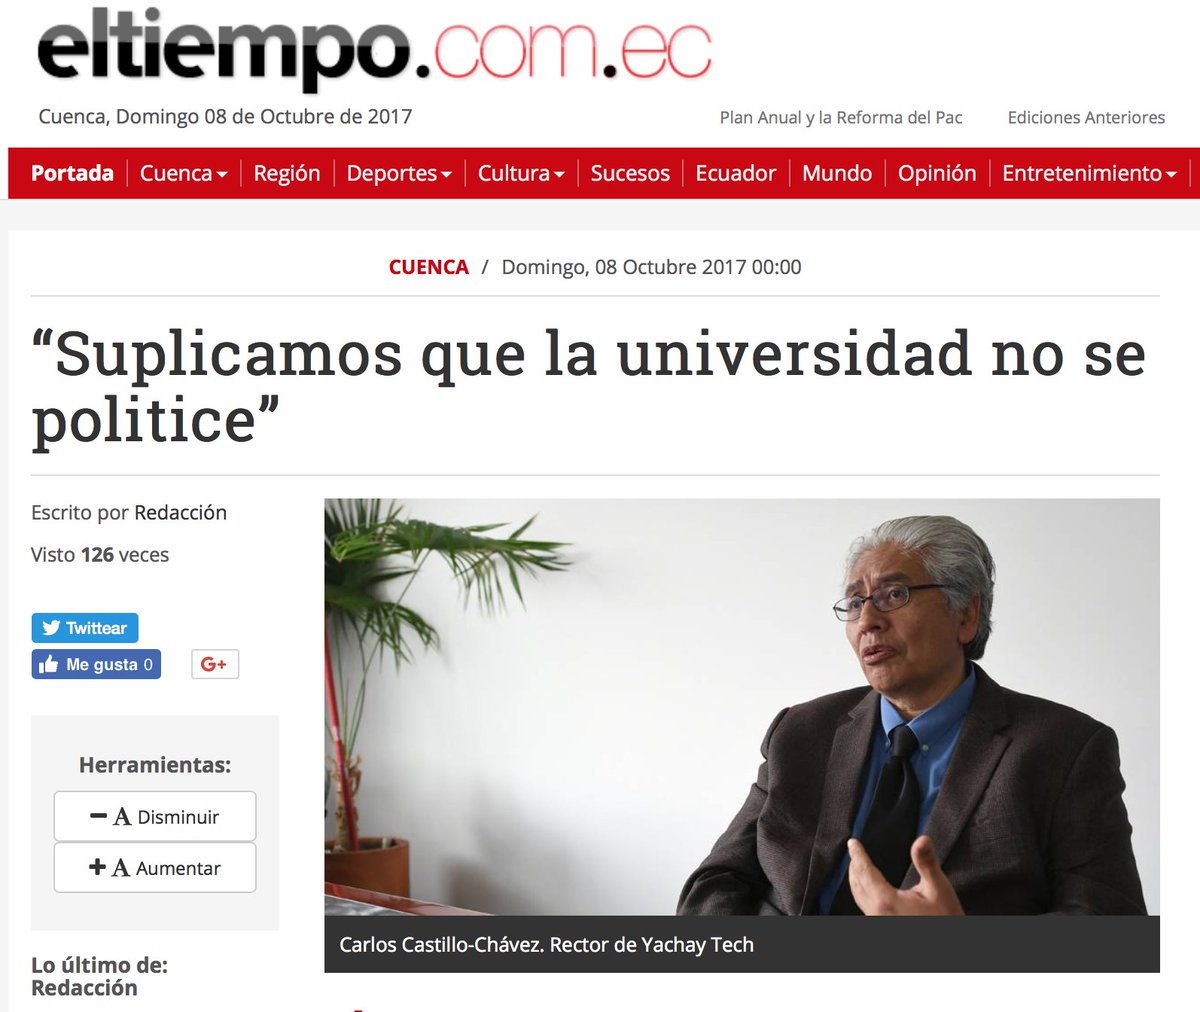 eltiempo.com.ec
Cuenca, Domingo 08 de Octubre de 2017
Plan Anual y la Reforma del Pac
Ediciones Anteriores
Portada
Cuenca
Región
Deportes
Cultura
Sucesos
Ecuador
Mundo
Opinión
Entretenimiento
CUENCA / Domingo, 08 Octubre 2017 00:00
“Suplicamos que la universidad no se
politice”
Escrito por Redacción
Visto 126 veces
Twittear
Me gusta 0
G+
Herramientas:
− A Disminuir
+ A Aumentar
Carlos Castillo-Chávez. Rector de Yachay Tech
Lo último de:
Redacción